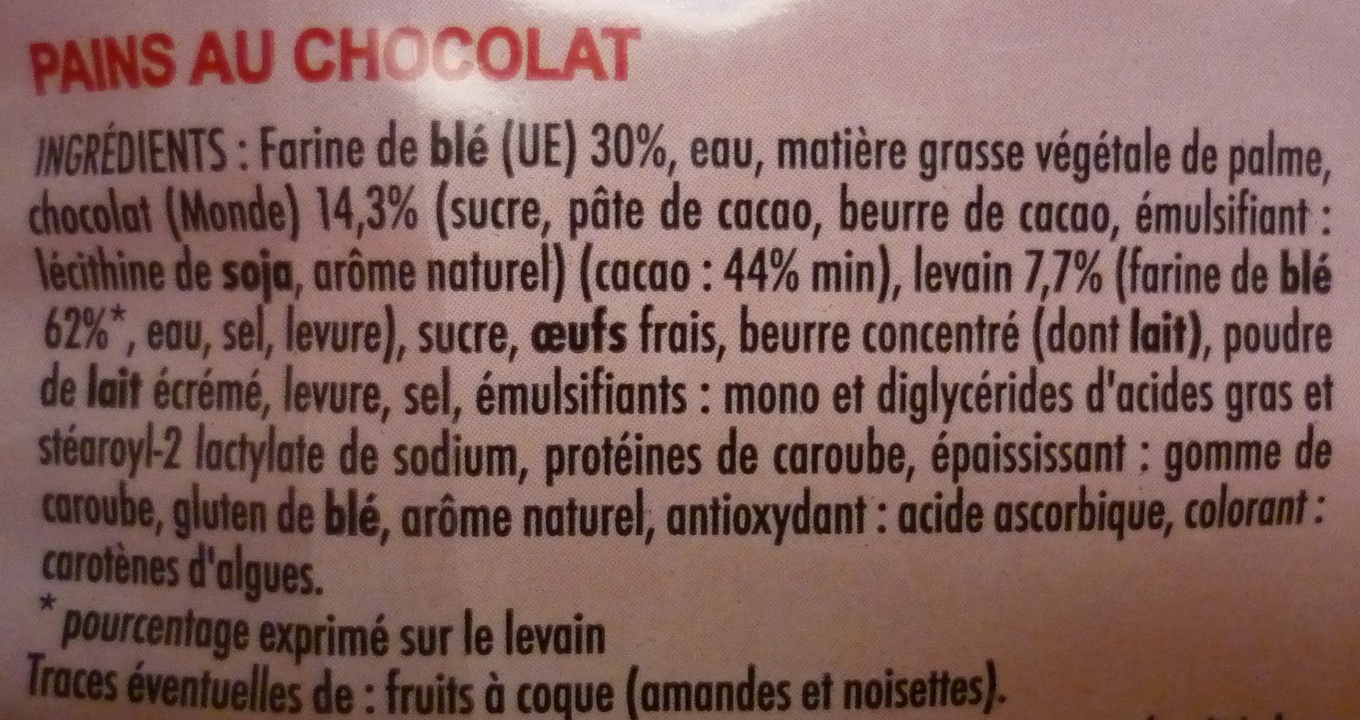 PAINS AU CHOCOLAT
INGRÉDIENTS : Farine de blé (UE) 30%, eau, matière grasse végétale de palme,
chocolat (Monde) 14,3% (sucre, pâte de cacao, beurre de cacao, émulsifiant :
lécithine de soja, arôme naturel) (cacao : 44% min), levain 7,7% (farine de blé
62%*, eau, sel, levure), sucre, œufs frais, beurre concentré (dont lait), poudre
de lait écrémé, levure, sel, émulsifiants : mono et diglycérides d'acides gras et
stéaroyl-2 lactylate de sodium, protéines de caroube, épaississant : gomme de
caroube, gluten de blé, arôme naturel, antioxydant : acide ascorbique, colorant :
carotènes d'algues.
* pourcentage exprimé sur le levain
Traces éventuelles de : fruits à coque (amandes et noisettes).